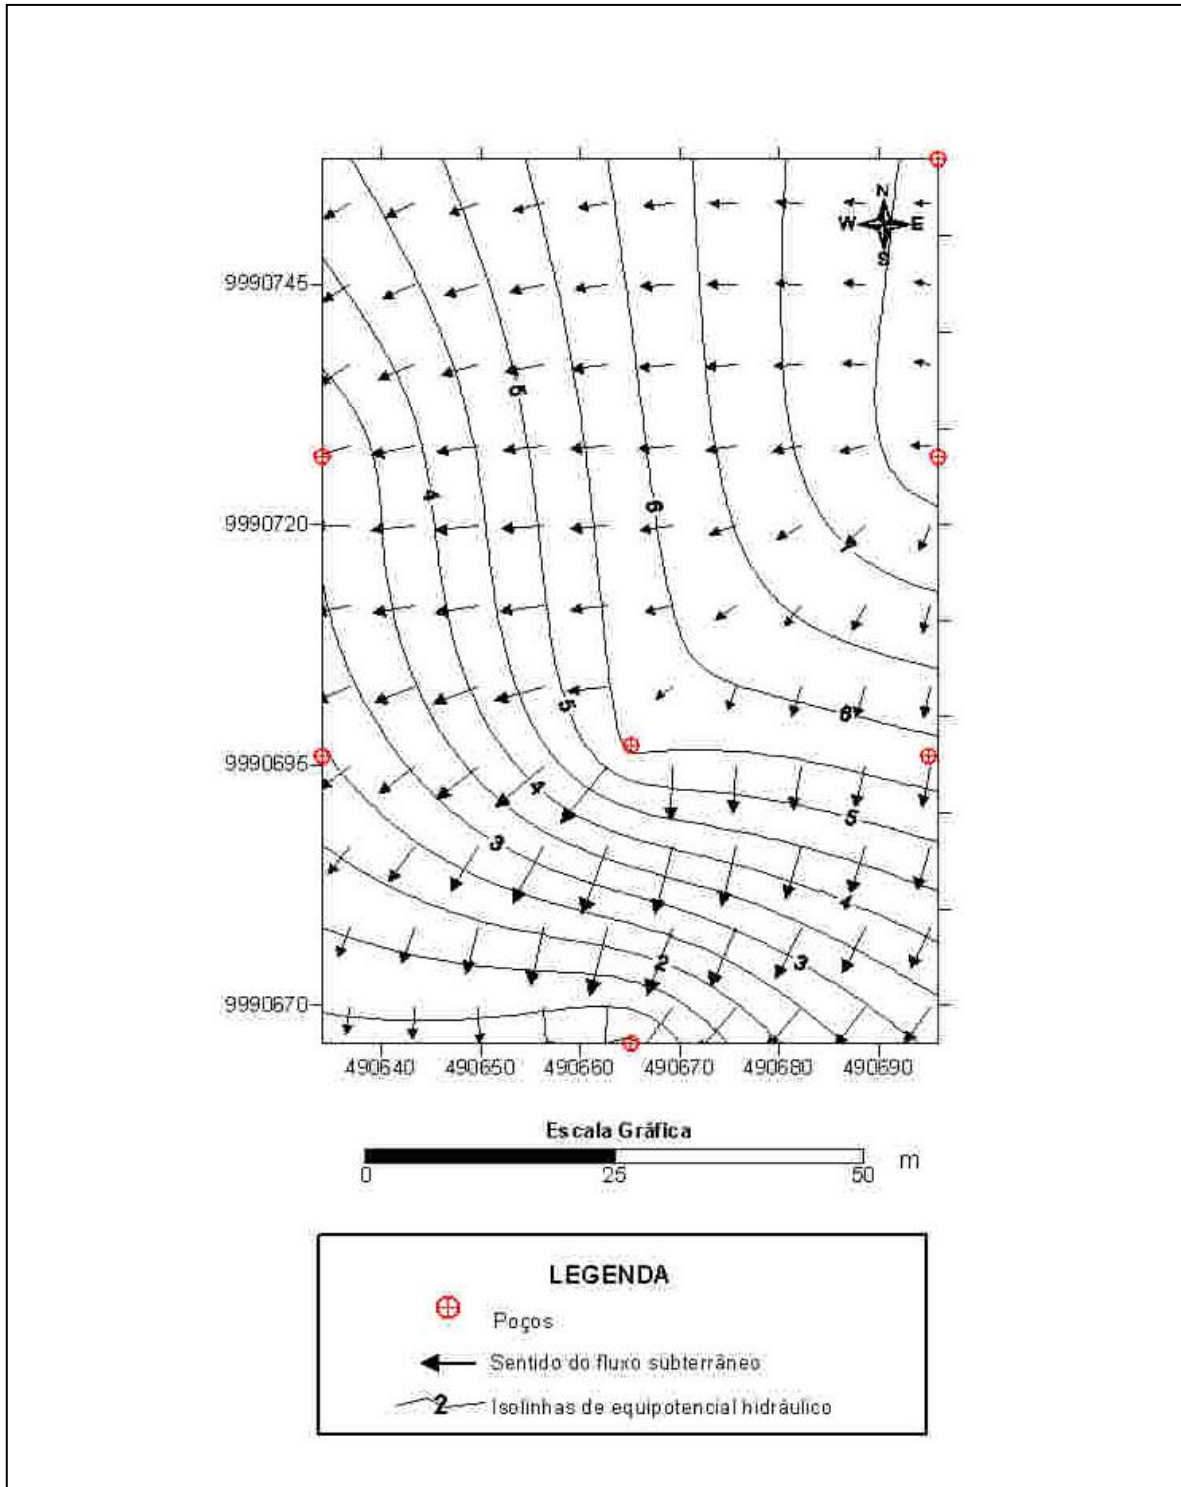 N
W E
S
9990745
5
4
6
9990720
7
5
6
9990695
4
5
3
4
2
3
9990670
490640 490650 490660 490670 490680 490690
Escala Gráfica
m
0 25 50
LEGENDA
Poços
Sentido do fluxo subterrâneo
2 Isolinhas de equipotencial hidráulico